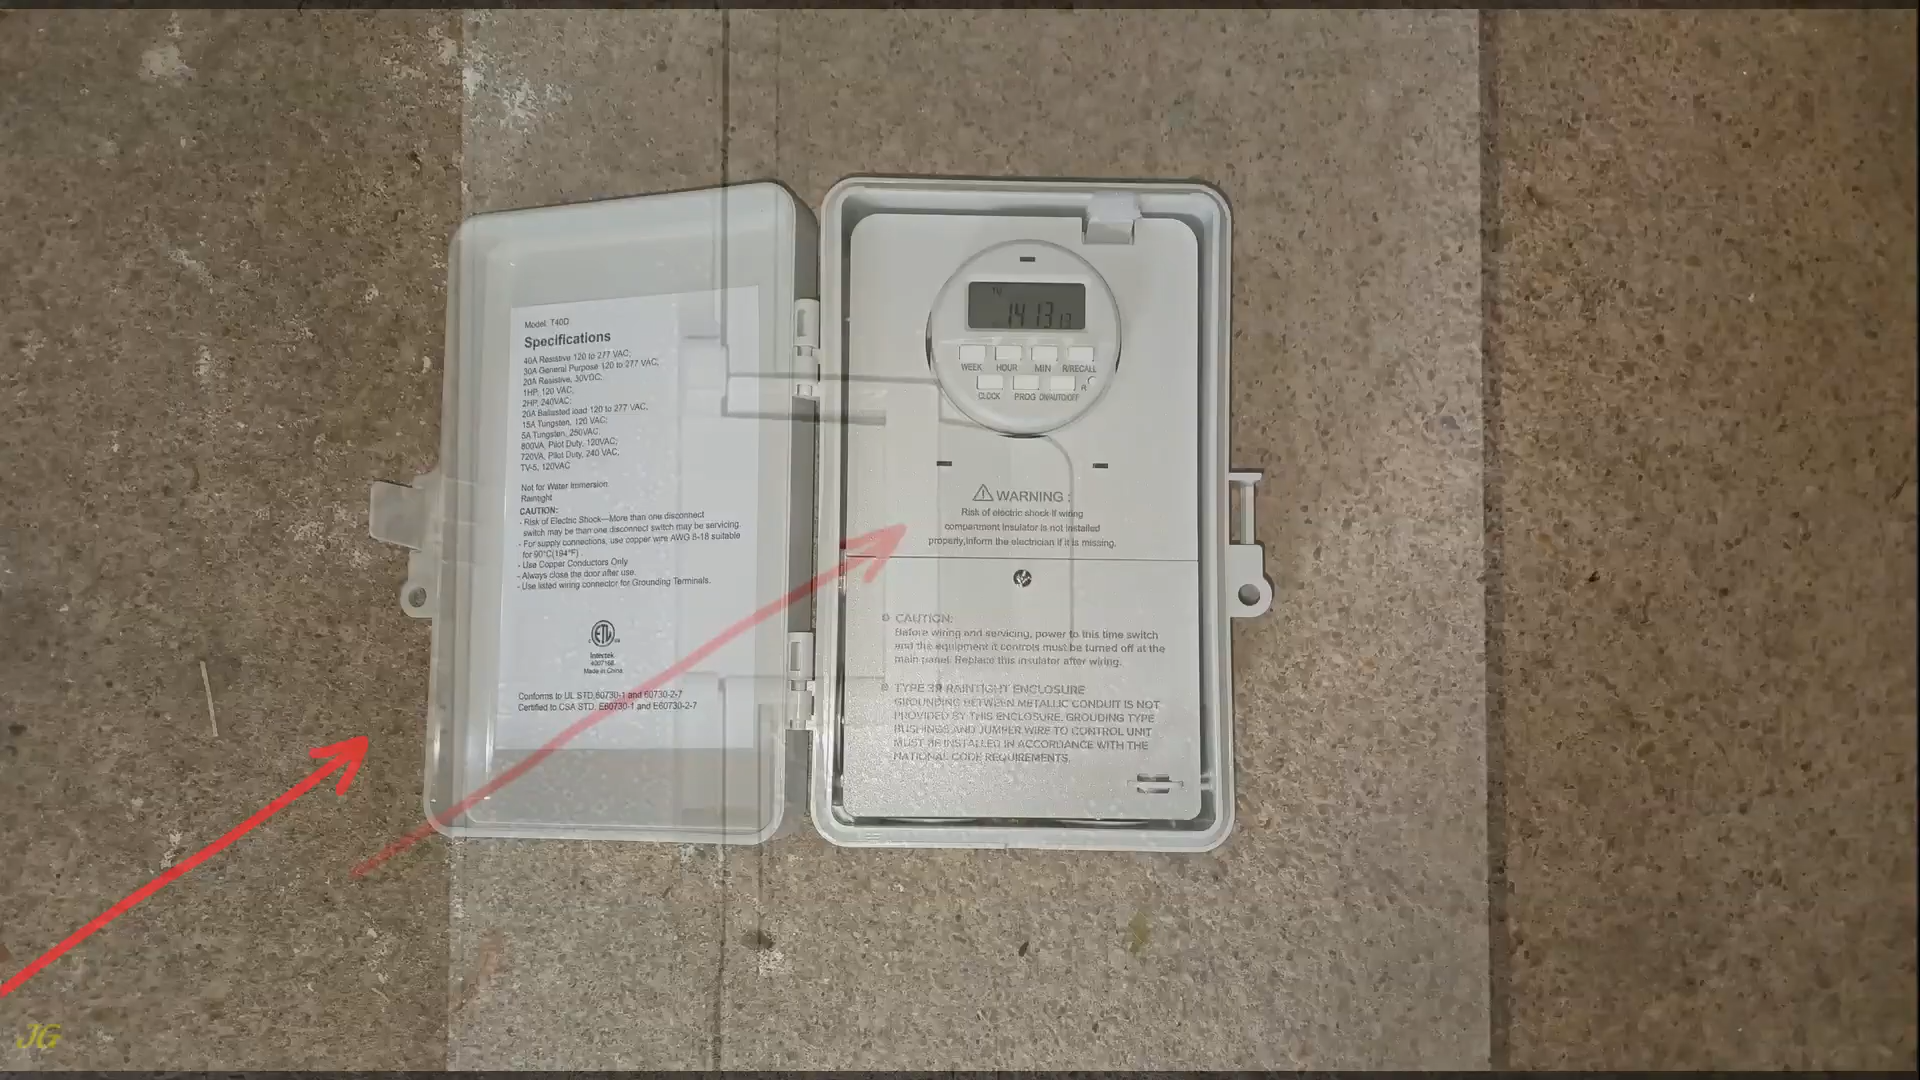 Model: T40D
Specifications
40A Resistive 120 to 277 VAC;
30A General Purpose 120 to 277 VAC,
20A Resistive, 30VDC;
1HP, 120 VAC,
2HP, 240VAC;
20A Ballasted load 120 to 277 VAC,
15A Tungsten, 120 VAC;
5A Tungsten, 250VAC,
800VA, Pilot Duty, 120VAC;
720VA, Pilot Duty, 240 VAC,
TV-5, 120VAC
Not for Water Immersion
Raintight
CAUTION:
- Risk of Electric Shock—More than one disconnect
switch may be than one disconnect switch may be servicing.
- For supply connections, use copper wire AWG 8-18 suitable
for 90°C(194°F) .
- Use Copper Conductors Only
- Always close the door after use.
- Use listed wiring connector for Grounding Terminals.
ETL
Intertek
4007168
Made in China
Conforms to UL STD.60730-1 and 60730-2-7
Certified to CSA STD. E60730-1 and E60730-2-7
14 13 13
WEEK HOUR MIN R/RECALL
CLOCK PROG ON/AUTO/OFF R
WARNING :
Risk of electric shock if wiring
compartment insulator is not installed
properly,inform the electrician if it is missing.
CAUTION:
Before wiring and servicing, power to this time switch
and the equipment it controls must be turned off at the
main panel. Replace this insulator after wiring.
TYPE 3R RAINTIGHT ENCLOSURE
GROUNDING BETWEEN METALLIC CONDUIT IS NOT
PROVIDED BY THIS ENCLOSURE. GROUDING TYPE
BUSHINGS AND JUMPER WIRE TO CONTROL UNIT
MUST BE INSTALLED IN ACCORDANCE WITH THE
NATIONAL CODE REQUIREMENTS.
JG